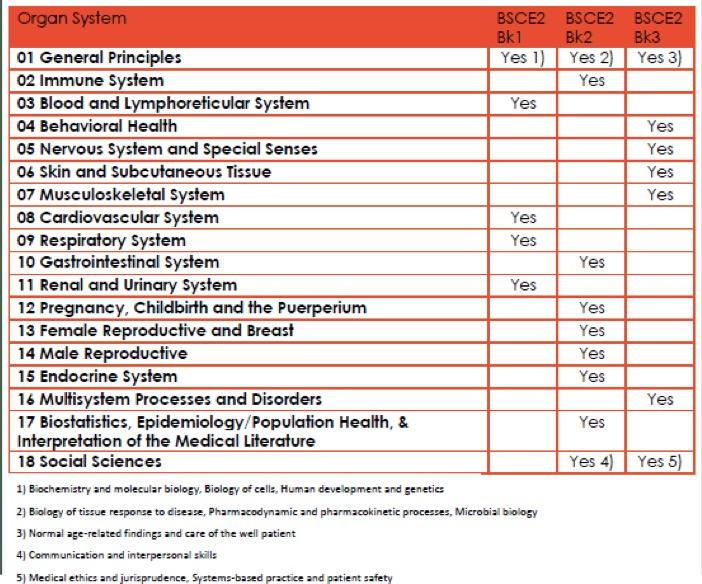 Organ System BSCE2 BSCE2 BSCE2
Bk1 Bk2 Bk3
01 General Principles Yes 1) Yes 2) Yes 3)
02 Immune System Yes
03 Blood and Lymphoreticular System Yes
04 Behavioral Health Yes
05 Nervous System and Special Senses Yes
06 Skin and Subcutaneous Tissue Yes
07 Musculoskeletal System Yes
08 Cardiovascular System Yes
09 Respiratory System Yes
10 Gastrointestinal System Yes
11 Renal and Urinary System Yes
12 Pregnancy, Childbirth and the Puerperium Yes
13 Female Reproductive and Breast Yes
14 Male Reproductive Yes
15 Endocrine System Yes
16 Multisystem Processes and Disorders Yes
17 Biostatistics, Epidemiology/Population Health, & Yes
Interpretation of the Medical Literature
18 Social Sciences Yes 4) Yes 5)
1) Biochemistry and molecular biology, Biology of cells, Human development and genetics
2) Biology of tissue response to disease, Pharmacodynamic and pharmacokinetic processes, Microbial biology
3) Normal age-related findings and care of the well patient
4) Communication and interpersonal skills
5) Medical ethics and jurisprudence, Systems-based practice and patient safety